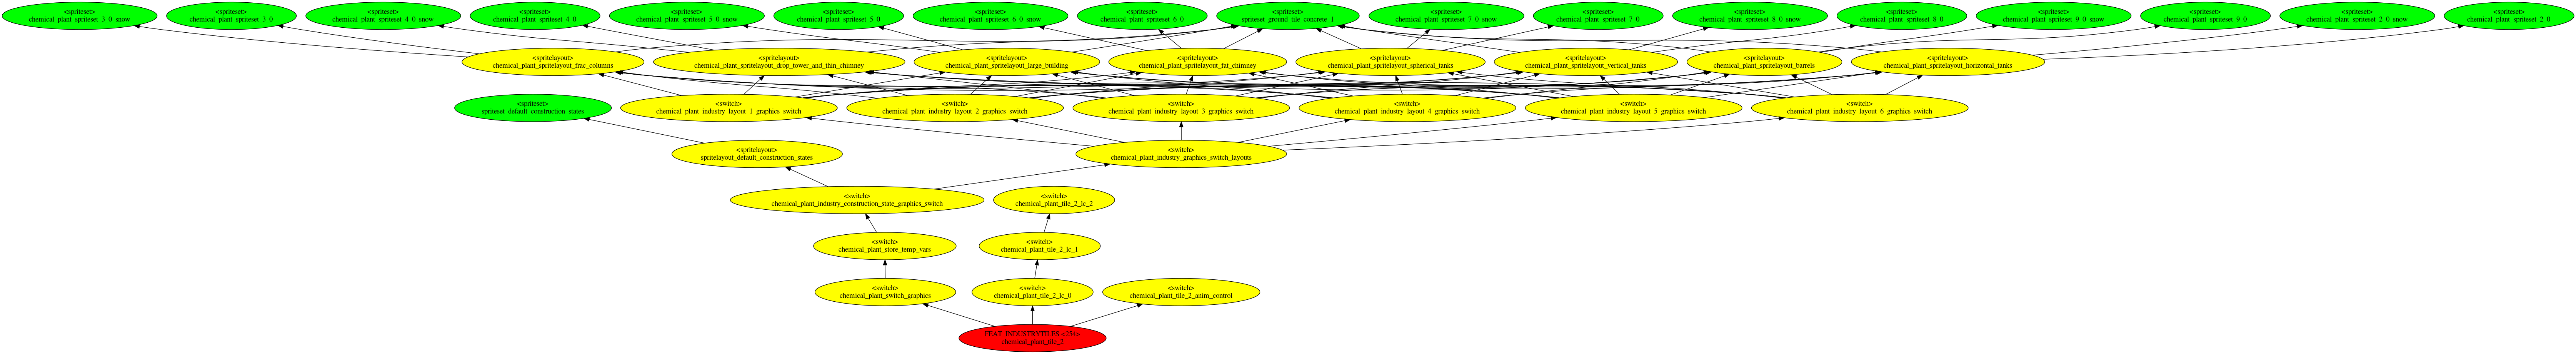 <spriteset>
chemical_plant_spriteset_3_0_snow
<spriteset>
chemical_plant_spriteset_3_0
<spriteset>
chemical_plant_spriteset_4_0_snow
<spriteset>
chemical_plant_spriteset_4_0
<spriteset>
chemical_plant_spriteset_5_0_snow
<spriteset>
chemical_plant_spriteset_5_0
<spriteset>
chemical_plant_spriteset_6_0_snow
<spriteset>
chemical_plant_spriteset_6_0
<spriteset>
spriteset_ground_tile_concrete_1
<spriteset>
chemical_plant_spriteset_7_0_snow
<spriteset>
chemical_plant_spriteset_7_0
<spriteset>
chemical_plant_spriteset_8_0_snow
<spriteset>
chemical_plant_spriteset_8_0
<spriteset>
chemical_plant_spriteset_9_0_snow
<spriteset>
chemical_plant_spriteset_9_0
<spriteset>
chemical_plant_spriteset_2_0_snow
<spriteset>
chemical_plant_spriteset_2_0
<spritelayout>
chemical_plant_spritelayout_frac_columns
<spritelayout>
chemical_plant_spritelayout_drop_tower_and_thin_chimney
<spritelayout>
chemical_plant_spritelayout_large_building
<spritelayout>
chemical_plant_spritelayout_fat_chimney
<spritelayout>
chemical_plant_spritelayout_spherical_tanks
<spritelayout>
chemical_plant_spritelayout_vertical_tanks
<spritelayout>
chemical_plant_spritelayout_barrels
<spritelayout>
chemical_plant_spritelayout_horizontal_tanks
<spriteset>
spriteset_default_construction_states
<switch>
chemical_plant_industry_layout_1_graphics_switch
<switch>
chemical_plant_industry_layout_2_graphics_switch
<switch>
chemical_plant_industry_layout_3_graphics_switch
<switch>
chemical_plant_industry_layout_4_graphics_switch
<switch>
chemical_plant_industry_layout_5_graphics_switch
<switch>
chemical_plant_industry_layout_6_graphics_switch
<spritelayout>
spritelayout_default_construction_states
<switch>
chemical_plant_industry_graphics_switch_layouts
<switch>
chemical_plant_industry_construction_state_graphics_switch
<switch>
chemical_plant_tile_2_lc_2
<switch>
chemical_plant_store_temp_vars
<switch>
chemical_plant_tile_2_lc_1
<switch>
chemical_plant_switch_graphics
<switch>
chemical_plant_tile_2_lc_0
<switch>
chemical_plant_tile_2_anim_control
FEAT_INDUSTRYTILES <254>
chemical_plant_tile_2